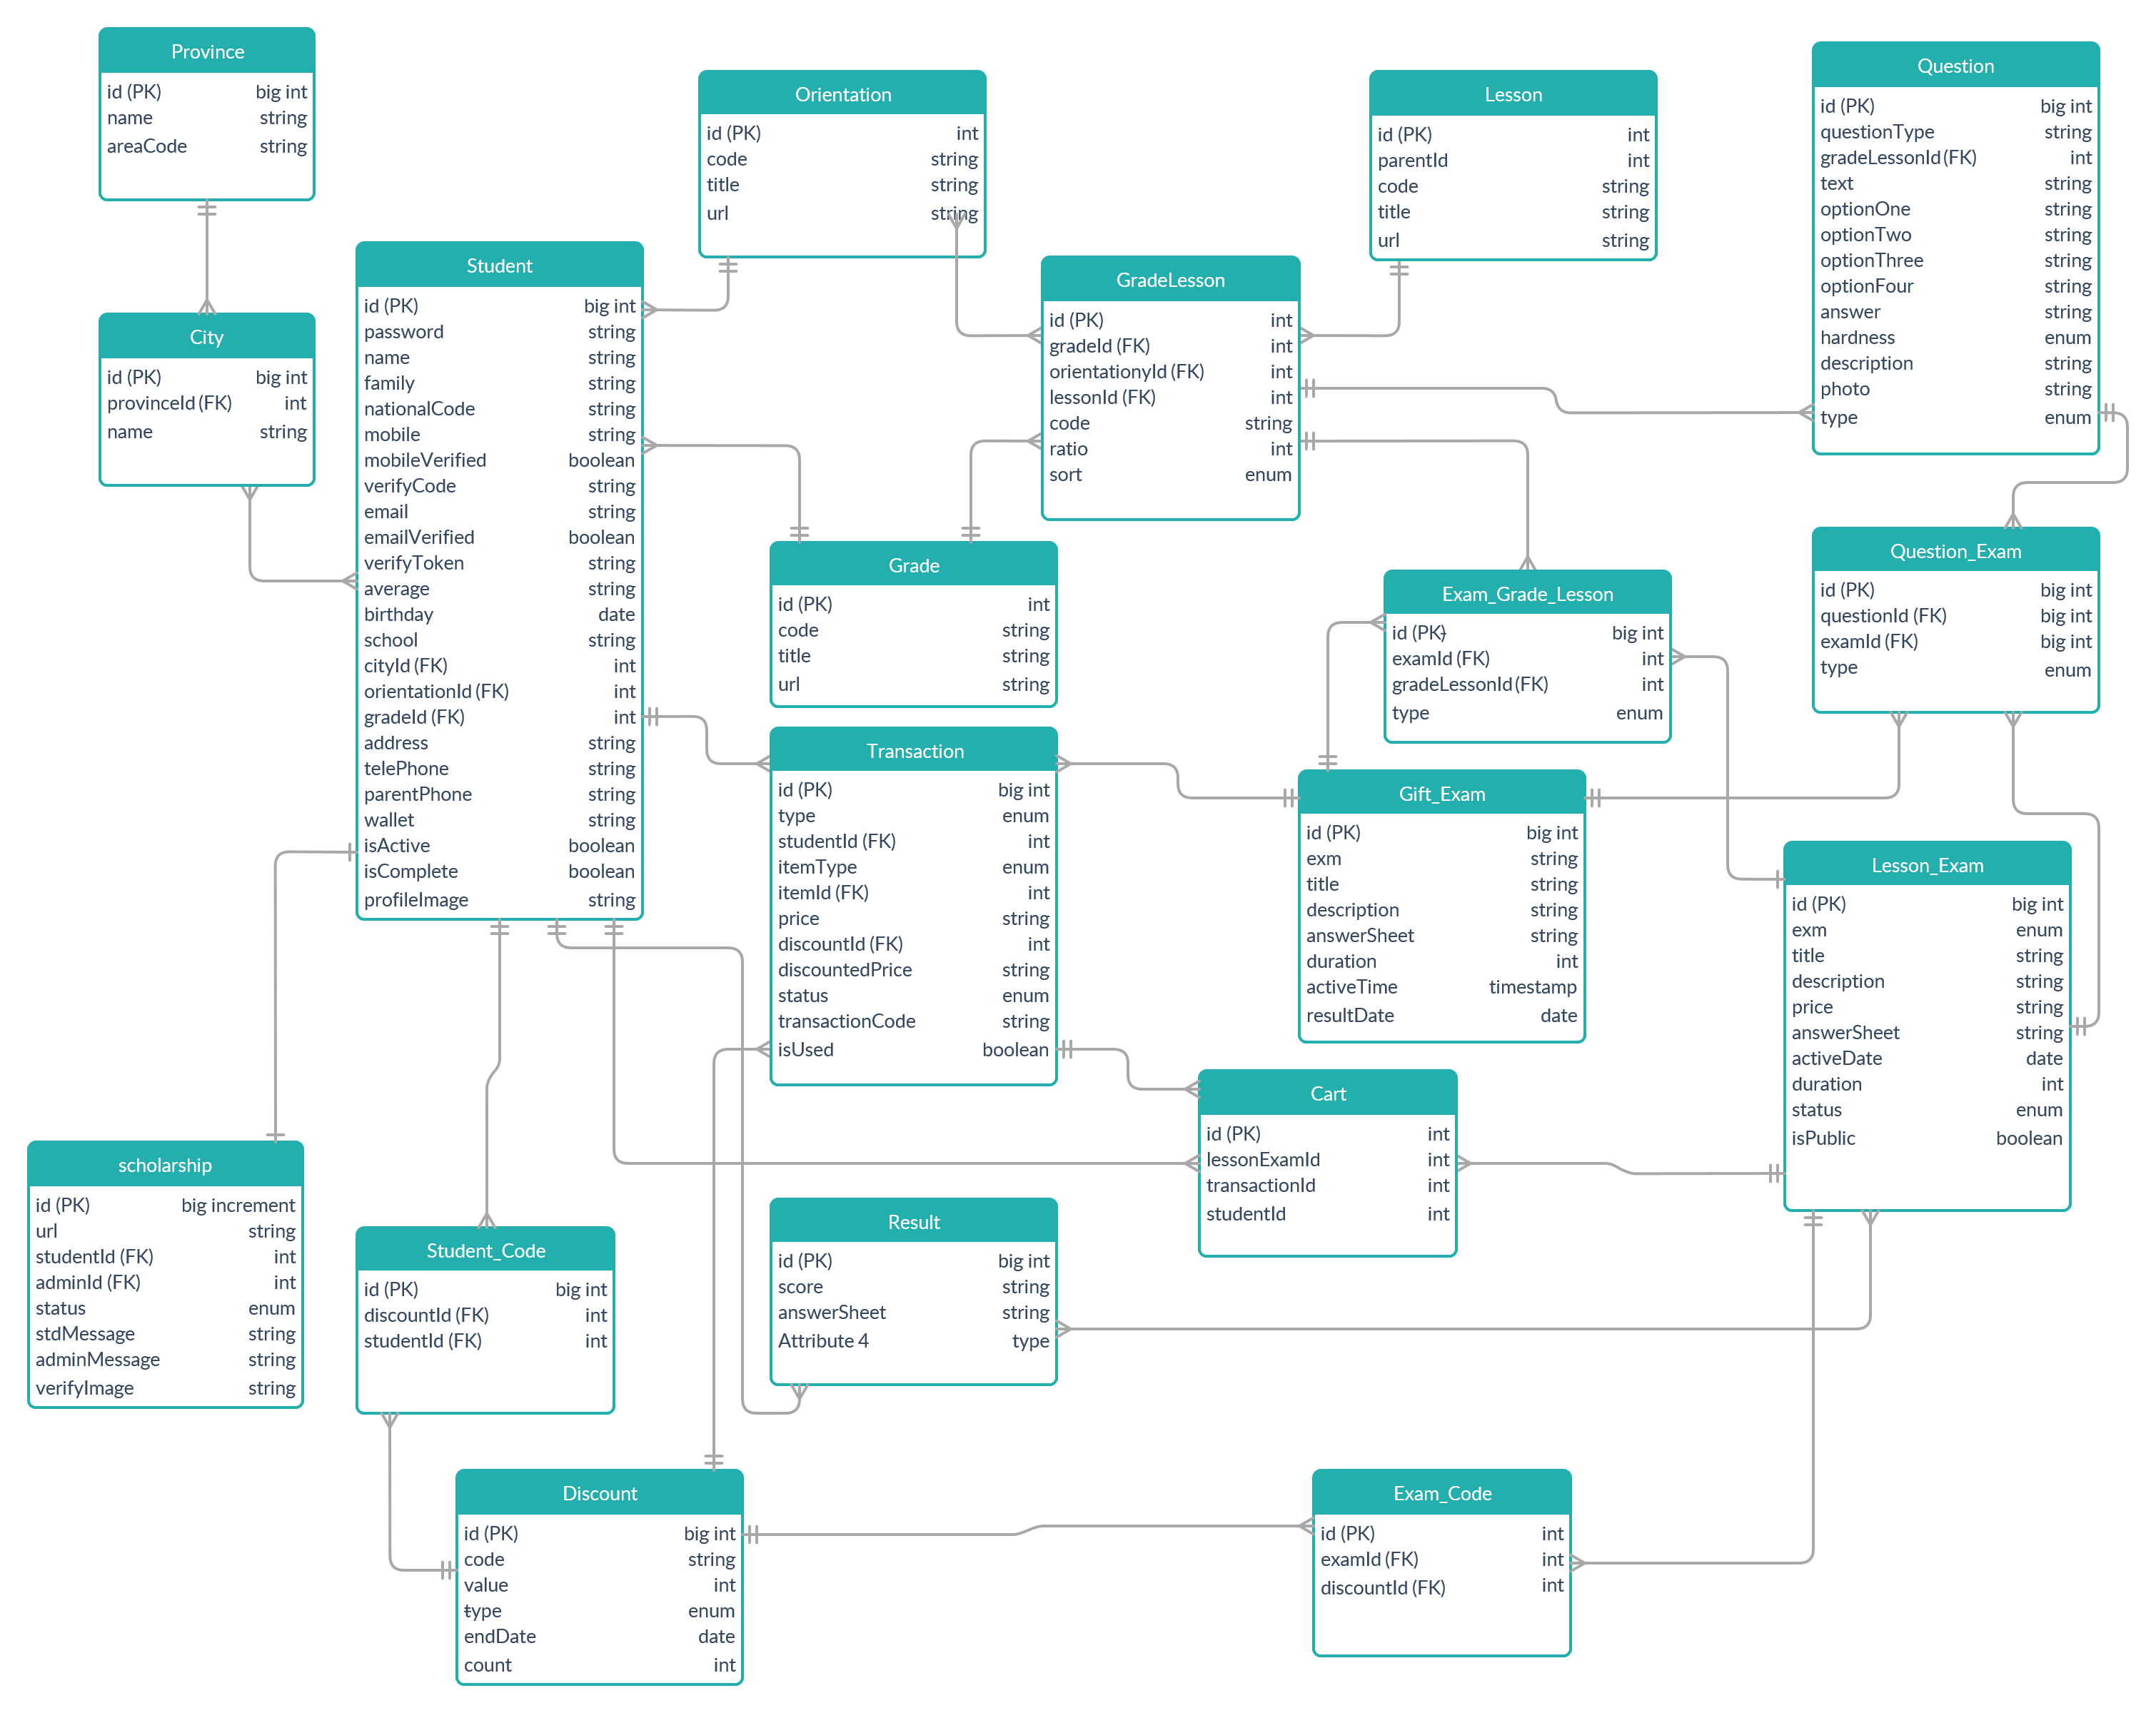 Province
id (PK) big int
name string
areaCode string
City
id (PK) big int
provinceId (FK) int
name string
Student
id (PK) big int
password string
name string
family string
nationalCode string
mobile string
mobileVerified boolean
verifyCode string
email string
emailVerified boolean
verifyToken string
average string
birthday date
school string
cityId (FK) int
orientationId (FK) int
gradeId (FK) int
address string
telePhone string
parentPhone string
wallet string
isActive boolean
isComplete boolean
profileImage string
Orientation
id (PK) int
code string
title string
url string
GradeLesson
id (PK) int
gradeId (FK) int
orientationyId (FK) int
lessonId (FK) int
code string
ratio int
sort enum
Lesson
id (PK) int
parentId int
code string
title string
url string
Question
id (PK) big int
questionType string
gradeLessonId (FK) int
text string
optionOne string
optionTwo string
optionThree string
optionFour string
answer string
hardness enum
description string
photo string
type enum
Grade
id (PK) int
code string
title string
url string
Exam_Grade_Lesson
id (PK) big int
examId (FK) int
gradeLessonId (FK) int
type enum
Question_Exam
id (PK) big int
questionId (FK) big int
examId (FK) big int
type enum
Transaction
id (PK) big int
type enum
studentId (FK) int
itemType enum
itemId (FK) int
price string
discountId (FK) int
discountedPrice string
status enum
transactionCode string
isUsed boolean
Gift_Exam
id (PK) big int
exm string
title string
description string
answerSheet string
duration int
activeTime timestamp
resultDate date
Lesson_Exam
id (PK) big int
exm enum
title string
description string
price string
answerSheet string
activeDate date
duration int
status enum
isPublic boolean
Cart
id (PK) int
lessonExamId int
transactionId int
studentId int
scholarship
id (PK) big increment
url string
studentId (FK) int
adminId (FK) int
status enum
stdMessage string
adminMessage string
verifyImage string
Student_Code
id (PK) big int
discountId (FK) int
studentId (FK) int
Result
id (PK) big int
score string
answerSheet string
Attribute 4 type
Discount
id (PK) big int
code string
value int
type enum
endDate date
count int
Exam_Code
id (PK) int
examId (FK) int
discountId (FK) int